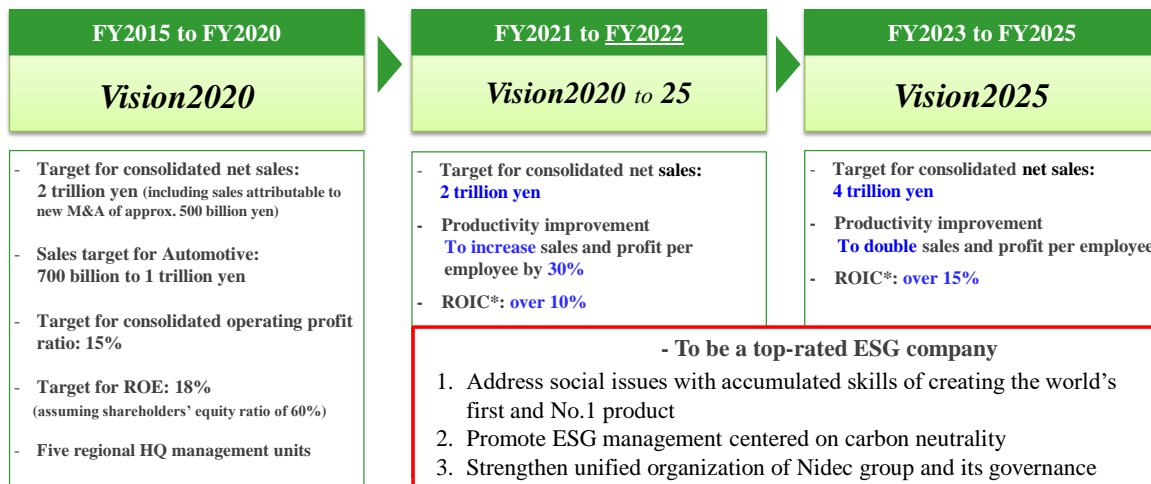 FY2015 to FY2020
Vision2020
- Target for consolidated net sales:
2 trillion yen (including sales attributable to
new M&A of approx. 500 billion yen)
- Sales target for Automotive:
700 billion to 1 trillion yen
- Target for consolidated operating profit
ratio: 15%
- Target for ROE: 18%
(assuming shareholders' equity ratio of 60%)
- Five regional HQ management units
FY2021 to FY2022
Vision2020 to 25
- Target for consolidated net sales:
2 trillion yen
- Productivity improvement
To increase sales and profit per
employee by 30%
- ROIC*: over 10%
FY2023 to FY2025
Vision2025
- Target for consolidated net sales:
4 trillion yen
- Productivity improvement
To double sales and profit per employee
- ROIC*: over 15%
- To be a top-rated ESG company
1. Address social issues with accumulated skills of creating the world's
first and No.1 product
2. Promote ESG management centered on carbon neutrality
3. Strengthen unified organization of Nidec group and its governance